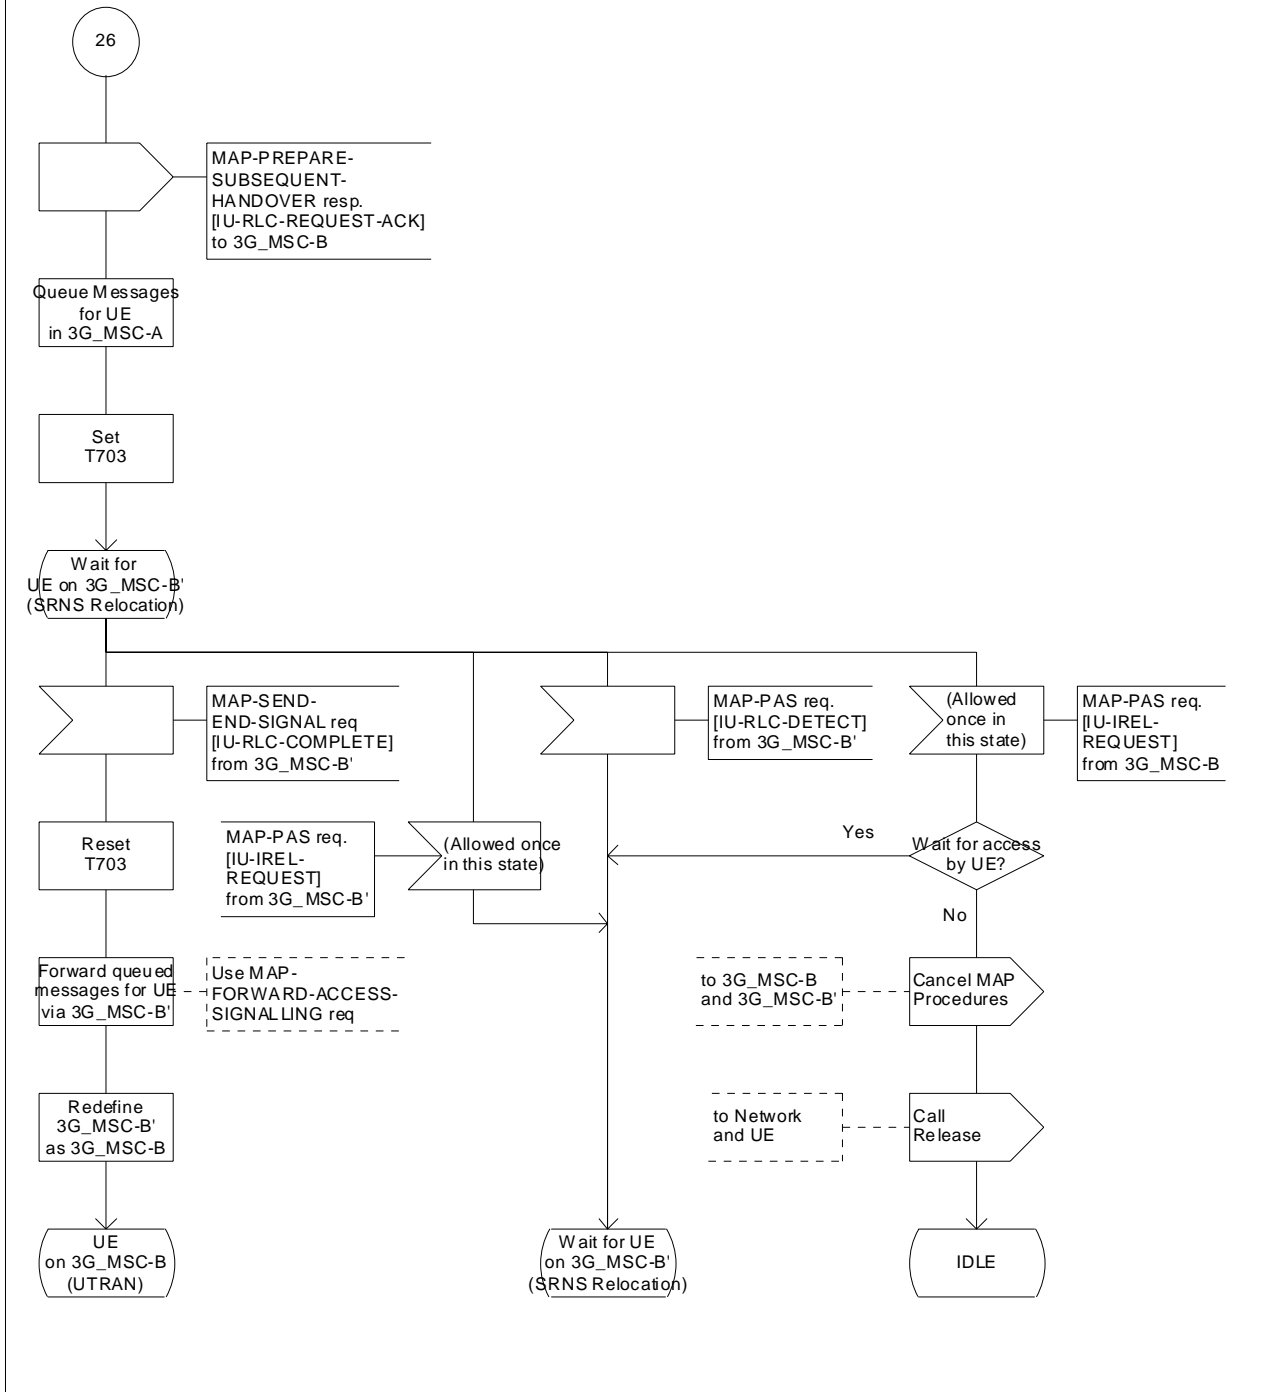 26
MAP-PREPARE-
SUBSEQUENT-
HANDOVER resp.
[IU-RLC-REQUEST-ACK]
to 3G_MSC-B
Queue Messages
for UE
in 3G_MSC-A
Set
T703
Wait for
UE on 3G_MSC-B'
(SRNS Relocation)
MAP-SEND-
END-SIGNAL req
[IU-RLC-COMPLETE]
from 3G_MSC-B'
MAP-PAS req.
[IU-RLC-DETECT]
from 3G_MSC-B'
(Allowed
once in
this state)
MAP-PAS req.
[IU-IREL-
REQUEST]
from 3G_MSC-B
Reset
T703
MAP-PAS req.
[IU-IREL-
REQUEST]
from 3G_MSC-B'
(Allowed once
in this state)
Yes
Wait for access
by UE?
No
Forward queued
messages for UE
via 3G_MSC-B'
Use MAP-
FORWARD-ACCESS-
SIGNALLING req
to 3G_MSC-B
and 3G_MSC-B'
Cancel MAP
Procedures
Redefine
3G_MSC-B'
as 3G_MSC-B
to Network
and UE
Call
Release
UE
on 3G_MSC-B
(UTRAN)
Wait for UE
on 3G_MSC-B'
(SRNS Relocation)
IDLE